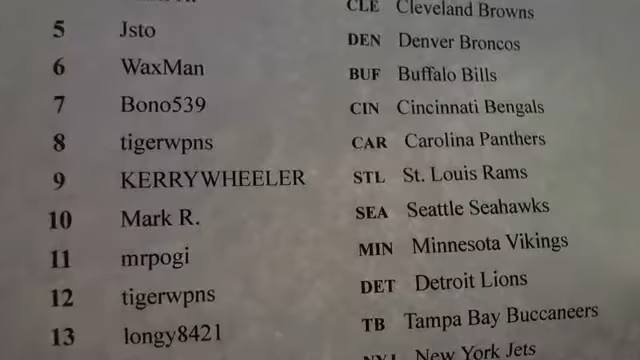 CLE Cleveland Browns
5 Jsto DEN Denver Broncos
6 WaxMan BUF Buffalo Bills
7 Bono539 CIN Cincinnati Bengals
8 tigerwpns CAR Carolina Panthers
9 KERRYWHEELER STL St. Louis Rams
10 Mark R. SEA Seattle Seahawks
11 mrpogi MIN Minnesota Vikings
12 tigerwpns DET Detroit Lions
13 longy8421 TB Tampa Bay Buccaneers
NYJ New York Jets